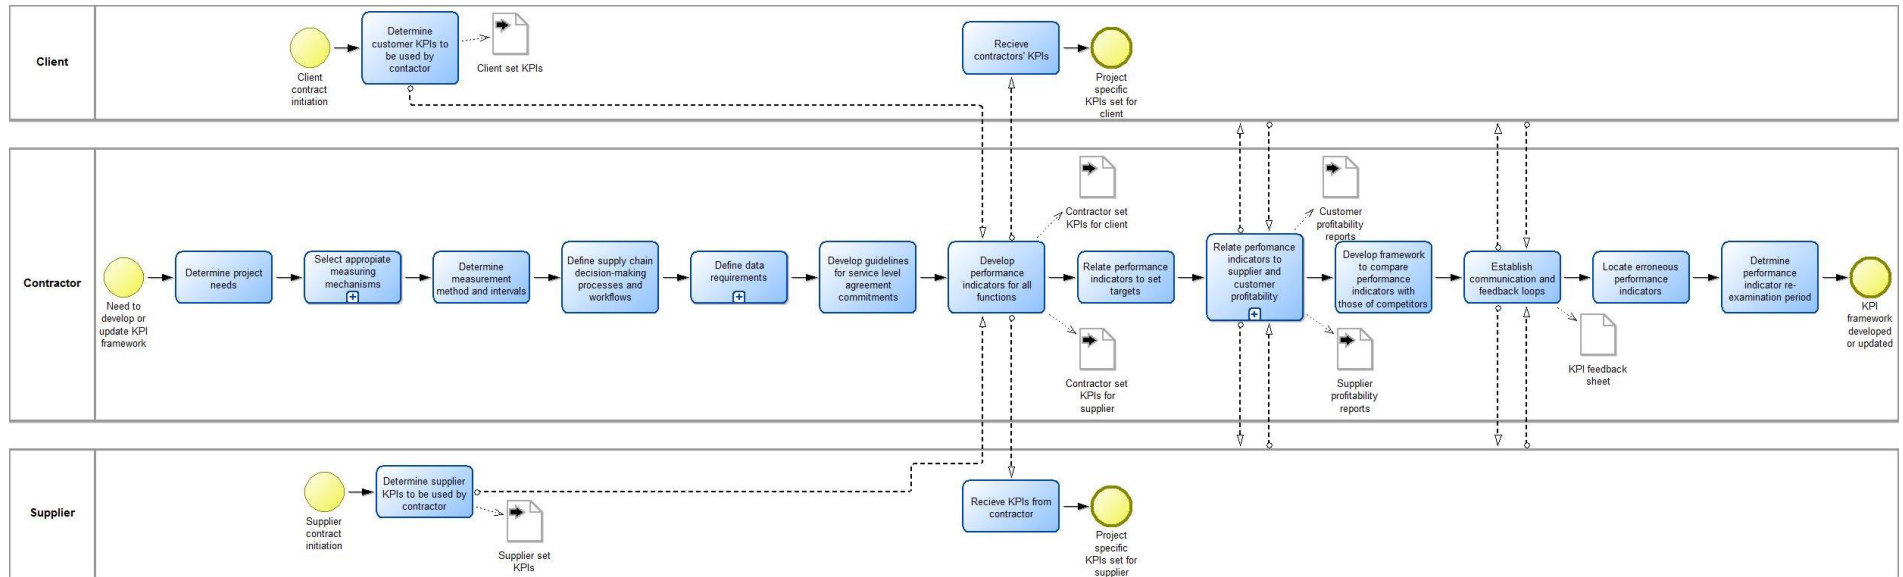 Client
Client
contract
initiation
Determine
customer KPIs to
be used by
contactor
Client set KPIs
Recieve
contractors' KPIs
Project
specific
KPIs set for
client
Contractor
Need to
develop or
update KPI
framework
Determine project
needs
Select appropiate
measuring
mechanisms
Determine
measurement
method and intervals
Define supply chain
decision-making
processes and
workflows
Define data
requirements
Develop guidelines
for service level
agreement
commitments
Develop
performance
indicators for all
functions
Contractor set
KPIs for client
Contractor set
KPIs for
supplier
Relate performance
indicators to set
targets
Relate perfomance
indicators to
supplier and
customer
profitability
Customer
profitability
reports
Supplier
profitability
reports
Develop framework
to compare
performance
indicators with
those of competitors
Establish
communication and
feedback loops
KPI feedback
sheet
Locate erroneous
performance
indicators
Detrmine
performance
indicator re-
examination period
KPI
framework
developed
or updated
Supplier
Supplier
contract
initiation
Determine supplier
KPIs to be used by
contractor
Supplier set
KPIs
Recieve KPIs from
contractor
Project
specific
KPIs set for
supplier